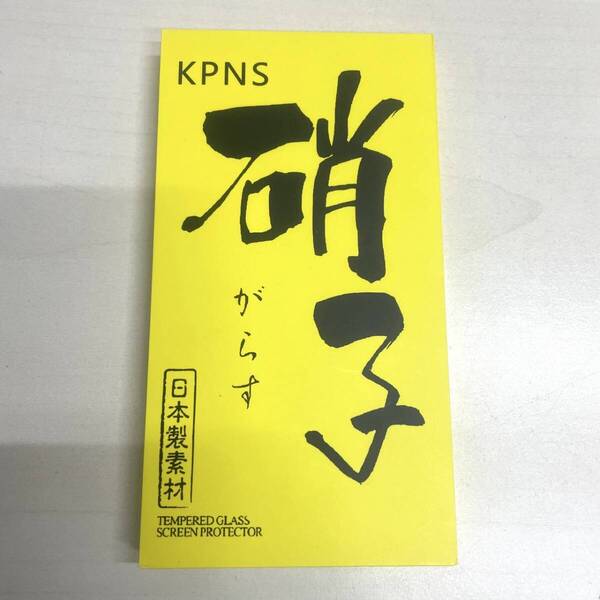 KPNS
硝子
がらす
日本製素材
TEMPERED GLASS
SCREEN PROTECTOR